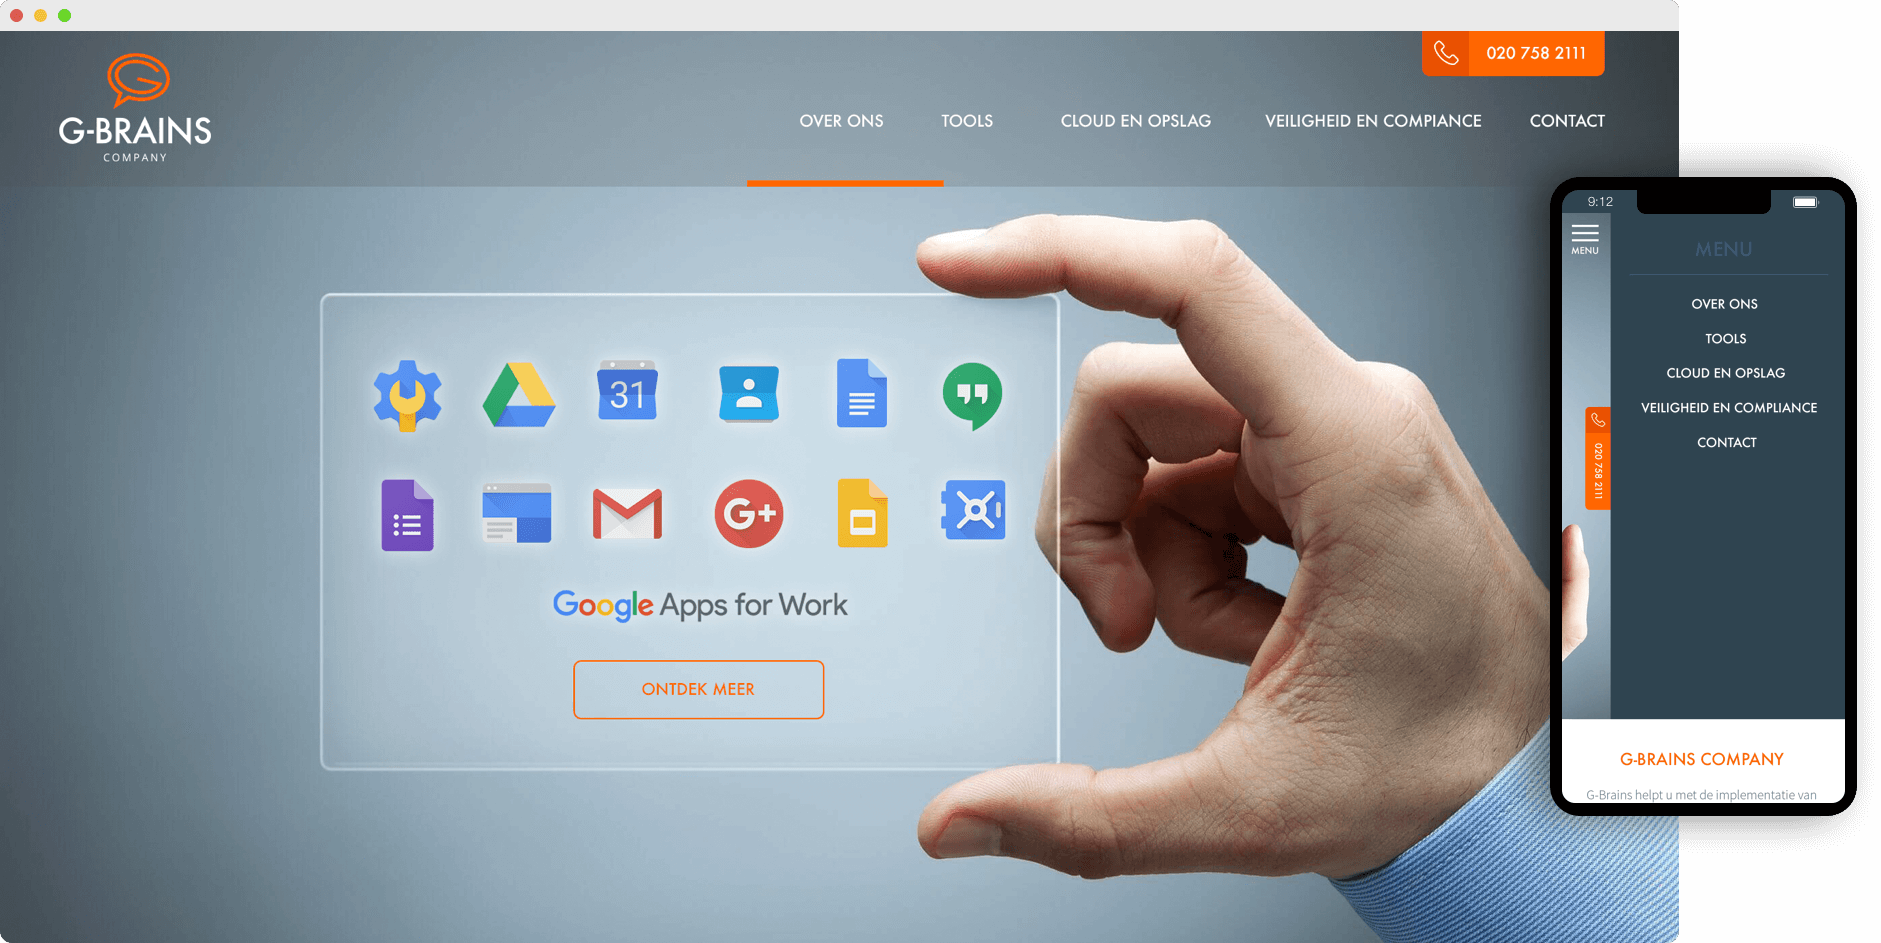 020 758 2111
G-BRAINS
COMPANY
OVER ONS TOOLS CLOUD EN OPSLAG VEILIGHEID EN COMPIANCE CONTACT
31
G+
Google Apps for Work
ONTDEK MEER
9:12
MENU
MENU
OVER ONS
TOOLS
CLOUD EN OPSLAG
VEILIGHEID EN COMPLIANCE
CONTACT
020 758 2111
G-BRAINS COMPANY
G-Brains helpt u met de implementatie van